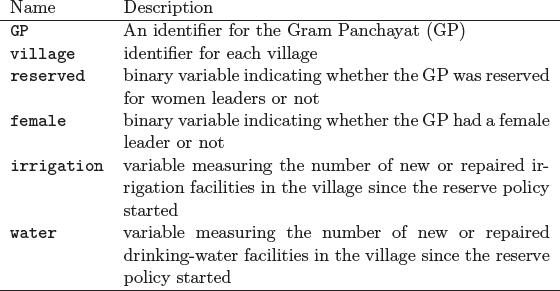 Name Description
GP An identifier for the Gram Panchayat (GP)
village identifier for each village
reserved binary variable indicating whether the GP was reserved
for women leaders or not
female binary variable indicating whether the GP had a female
leader or not
irrigation variable measuring the number of new or repaired ir-
rigation facilities in the village since the reserve policy
started
water variable measuring the number of new or repaired
drinking-water facilities in the village since the reserve
policy started